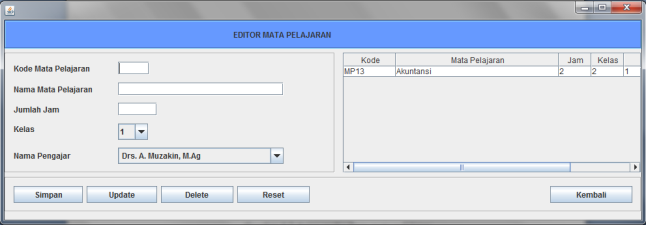 EDITOR MATA PELAJARAN
Kode Mata Pelajaran
Nama Mata Pelajaran
Jumlah Jam
Kelas
1
Nama Pengajar
Drs. A. Muzakin, M.Ag
Kode Mata Pelajaran Jam Kelas
MP13 Akuntansi 2 2 1
Simpan Update Delete Reset Kembali